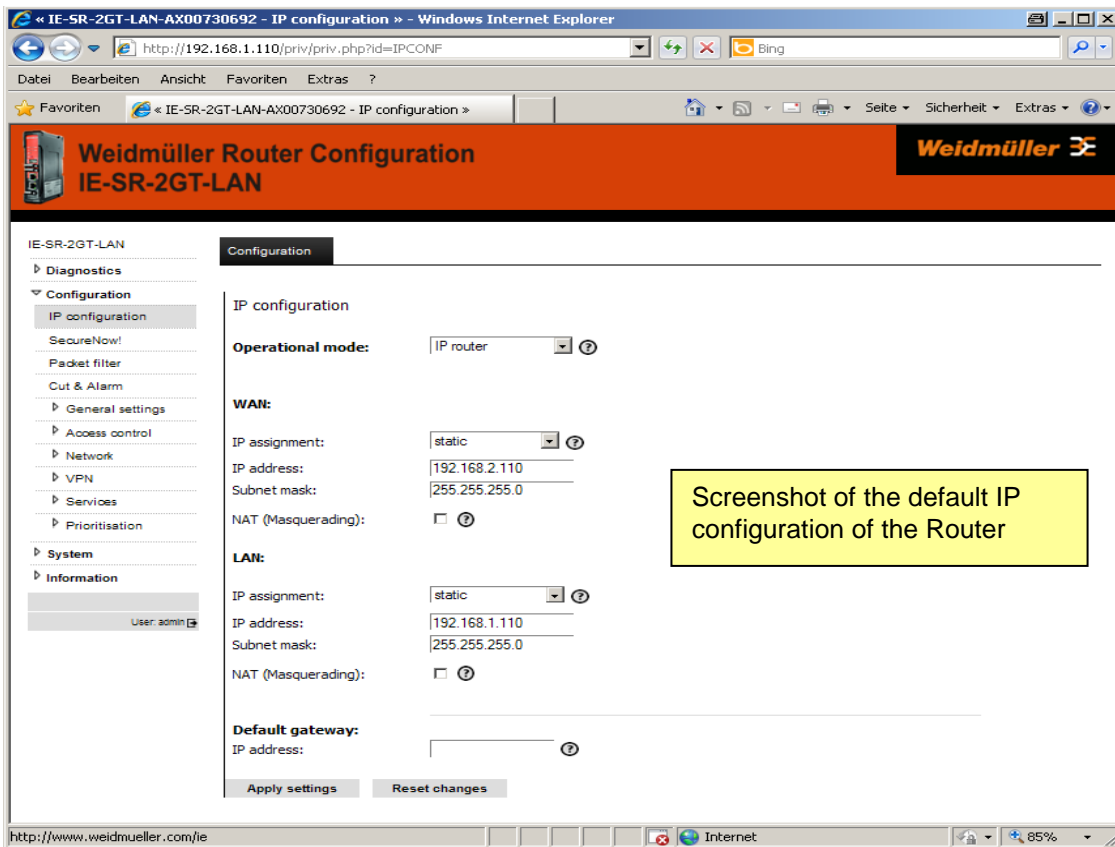 « IE-SR-2GT-LAN-AX00730692 - IP configuration » - Windows Internet Explorer
http://192.168.1.110/priv/priv.php?id=IPCONF
Bing
Datei Bearbeiten Ansicht Favoriten Extras ?
Favoriten
« IE-SR-2GT-LAN-AX00730692 - IP configuration »
Seite Sicherheit Extras
Weidmüller Router Configuration
IE-SR-2GT-LAN
Weidmüller
IE-SR-2GT-LAN
Diagnostics
Configuration
IP configuration
SecureNow!
Packet filter
Cut & Alarm
General settings
Access control
Network
VPN
Services
Prioritisation
System
Information
User: admin
Configuration
IP configuration
Operational mode: IP router
WAN:
IP assignment: static
IP address: 192.168.2.110
Subnet mask: 255.255.255.0
NAT (Masquerading):
LAN:
IP assignment: static
IP address: 192.168.1.110
Subnet mask: 255.255.255.0
NAT (Masquerading):
Default gateway:
IP address:
Apply settings Reset changes
Screenshot of the default IP
configuration of the Router
http://www.weidmueller.com/ie
Internet
85%